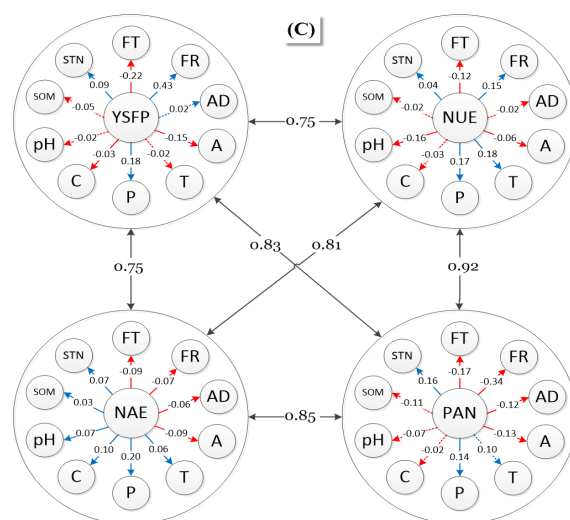 (C)
FT
STN
FR
SOM
AD
YSFP
pH
A
C
P
T
-0.22
0.09
0.43
-0.05
0.02
-0.02
-0.15
-0.03
0.18
-0.02
0.75
FT
STN
FR
SOM
AD
NUE
pH
A
C
P
T
-0.12
0.04
0.15
-0.02
-0.02
-0.16
-0.06
-0.03
0.17
0.18
0.75
0.83
0.81
0.92
FT
STN
FR
SOM
AD
NAE
pH
A
C
P
T
-0.09
0.07
-0.07
0.03
-0.06
0.07
-0.09
0.10
0.20
0.06
0.85
FT
STN
FR
SOM
AD
PAN
pH
A
C
P
T
-0.17
0.16
-0.34
-0.11
-0.12
-0.07
-0.13
-0.02
0.14
0.10